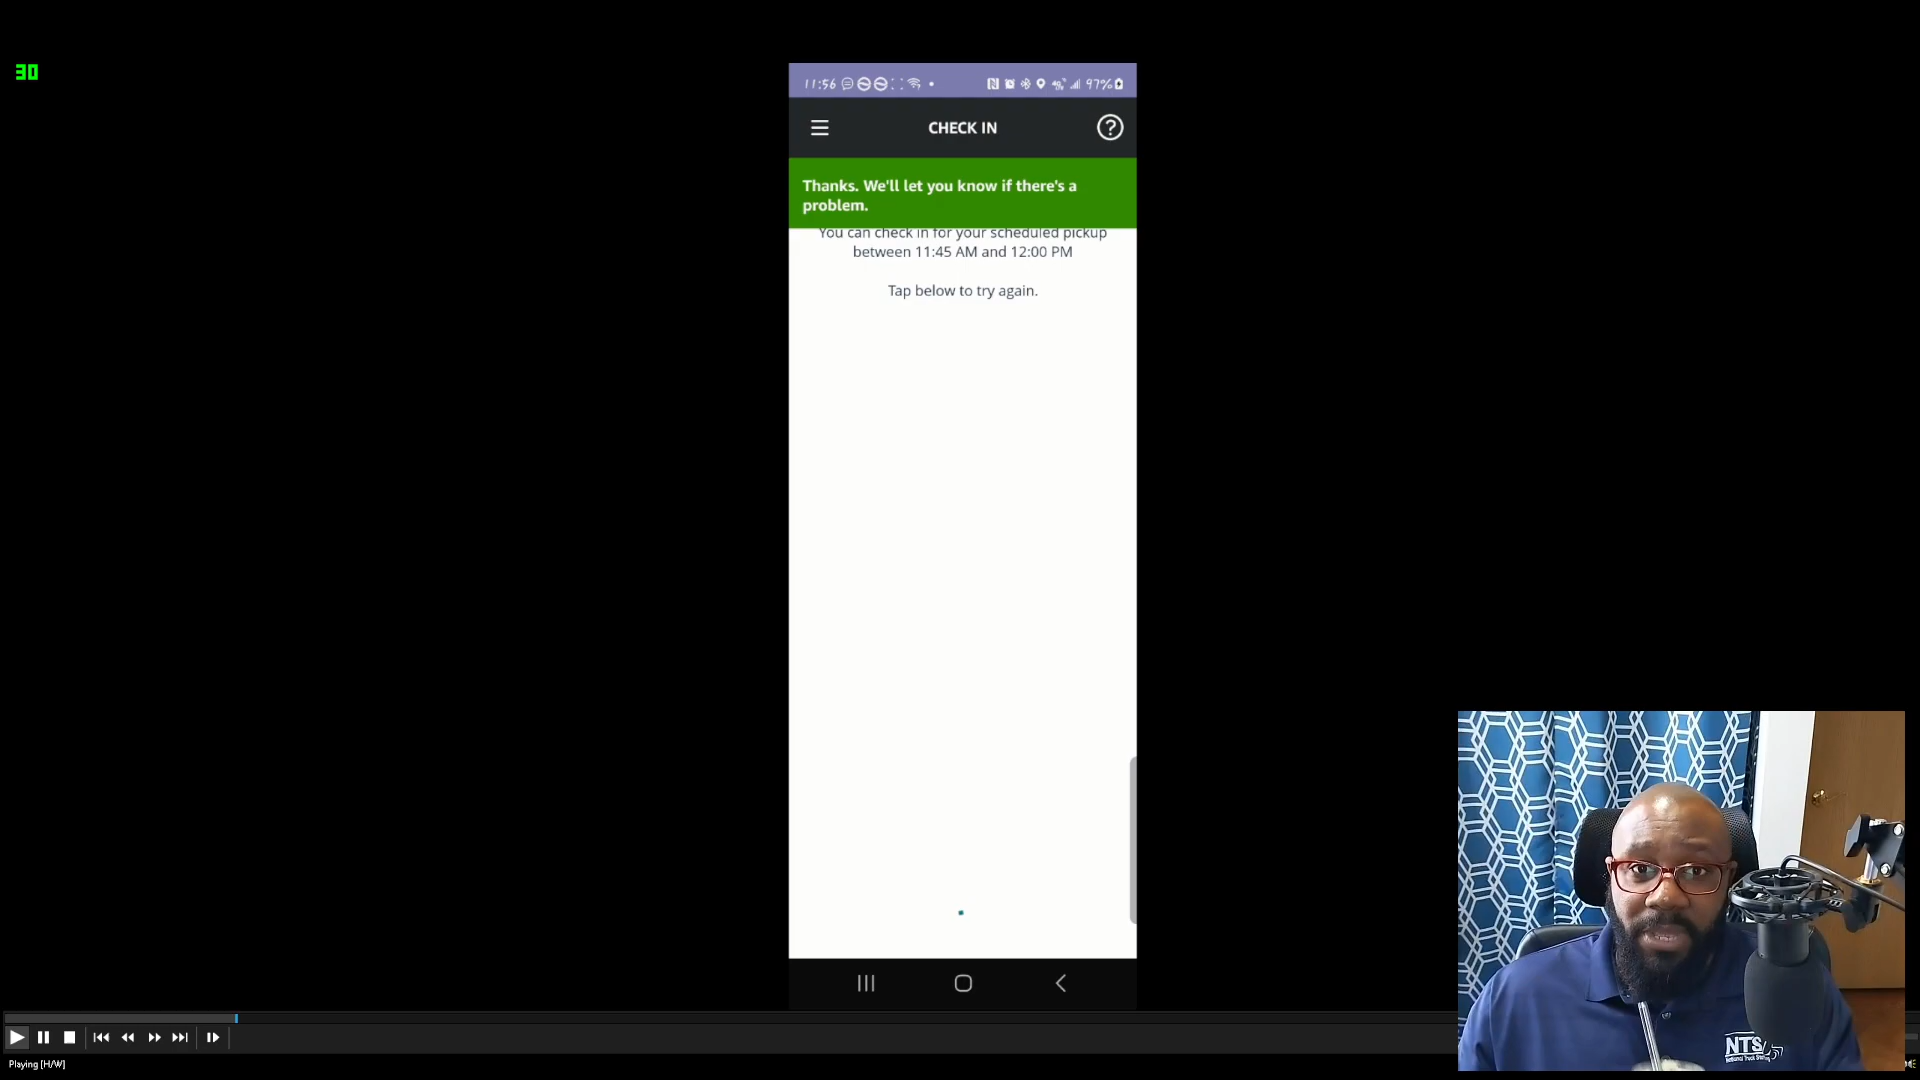 30
11:56
97%
CHECK IN
Thanks. We'll let you know if there's a
problem.
You can check in for your scheduled pickup
between 11:45 AM and 12:00 PM
Tap below to try again.
NTS
Playing [H/W]